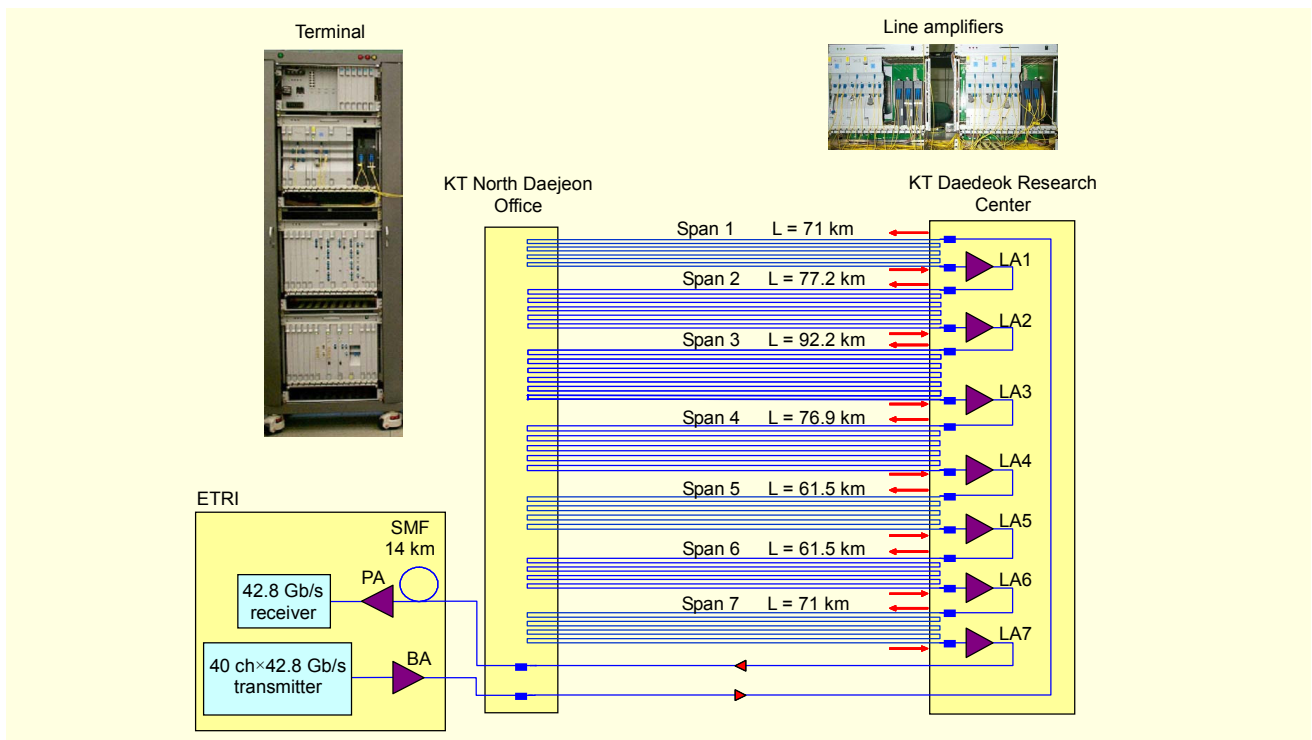 Terminal
Line amplifiers
KT North Daejeon
Office
KT Daedeok Research
Center
Span 1 L = 71 km
LA1
Span 2 L = 77.2 km
LA2
Span 3 L = 92.2 km
LA3
Span 4 L = 76.9 km
LA4
Span 5 L = 61.5 km
LA5
Span 6 L = 61.5 km
LA6
Span 7 L = 71 km
LA7
ETRI
SMF
14 km
PA
42.8 Gb/s
receiver
BA
40 ch×42.8 Gb/s
transmitter